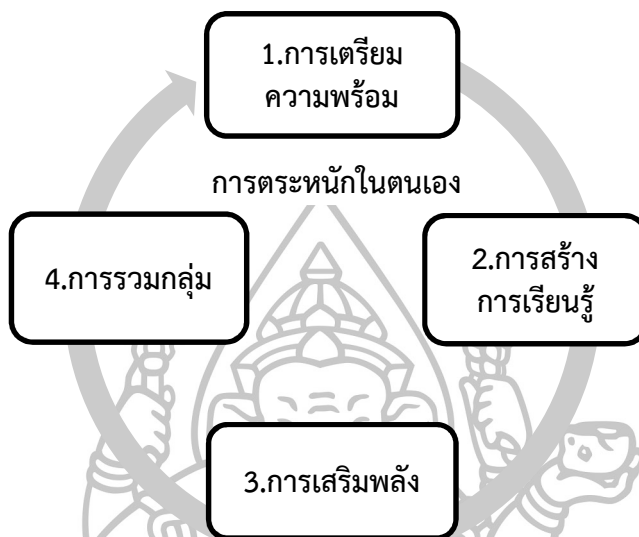 1.การเตรียม
ความพร้อม
การตระหนักในตนเอง
4.การรวมกลุ่ม
2.การสร้าง
การเรียนรู้
3.การเสริมพลัง